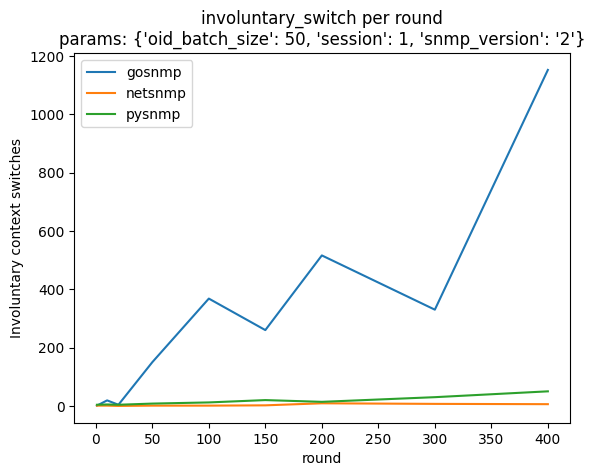 involuntary_switch per round
params: {'oid_batch_size': 50, 'session': 1, 'snmp_version': '2'}
gosnmp
netsnmp
pysnmp
Involuntary context switches
1200
1000
800
600
400
200
0
0 50 100 150 200 250 300 350 400
round